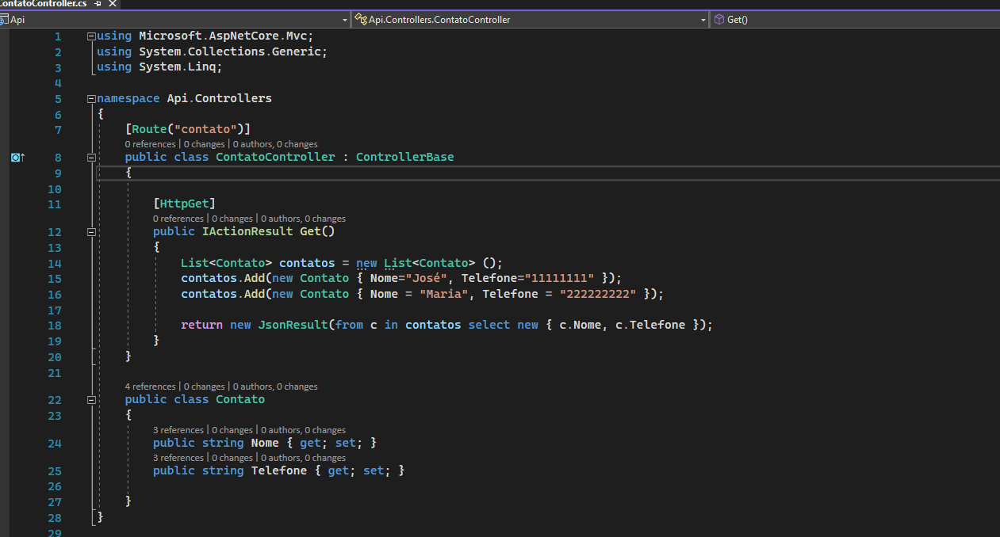 ContatoController.cs
Api Api.Controllers.ContatoController Get()
1 using Microsoft.AspNetCore.Mvc;
2 using System.Collections.Generic;
3 using System.Linq;
4
5 namespace Api.Controllers
6 {
7 [Route("contato")]
0 references | 0 changes | 0 authors, 0 changes
8 public class ContatoController : ControllerBase
9 {
10
11 [HttpGet]
0 references | 0 changes | 0 authors, 0 changes
12 public IActionResult Get()
13 {
14 List<Contato> contatos = new List<Contato> ();
15 contatos.Add(new Contato { Nome="José", Telefone="11111111" });
16 contatos.Add(new Contato { Nome = "Maria", Telefone = "222222222" });
17
18 return new JsonResult(from c in contatos select new { c.Nome, c.Telefone });
19 }
20 }
21
4 references | 0 changes | 0 authors, 0 changes
22 public class Contato
23 {
3 references | 0 changes | 0 authors, 0 changes
24 public string Nome { get; set; }
3 references | 0 changes | 0 authors, 0 changes
25 public string Telefone { get; set; }
26
27 }
28 }
29